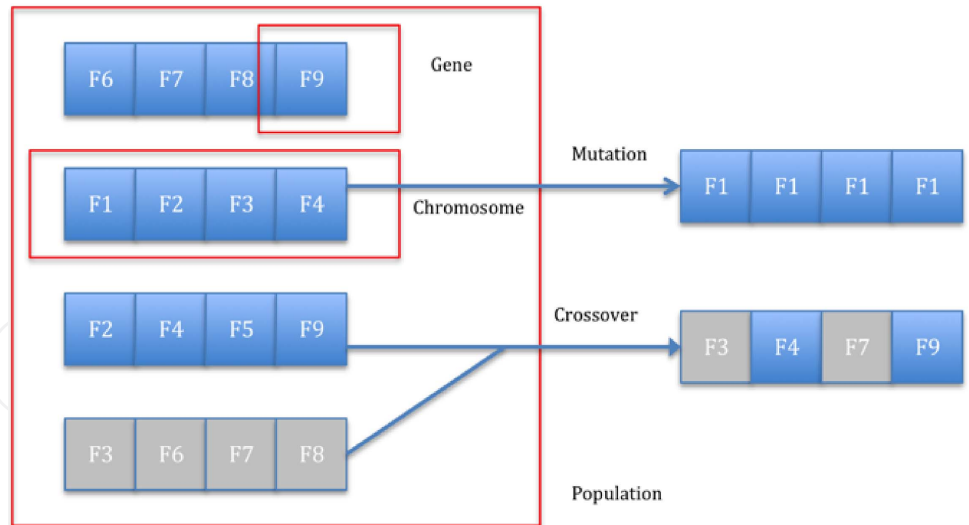 F6 F7 F8 F9
Gene
Mutation
F1 F2 F3 F4
F1 F1 F1 F1
Chromosome
F2 F4 F5 F9
Crossover
F3 F4 F7 F9
F3 F6 F7 F8
Population